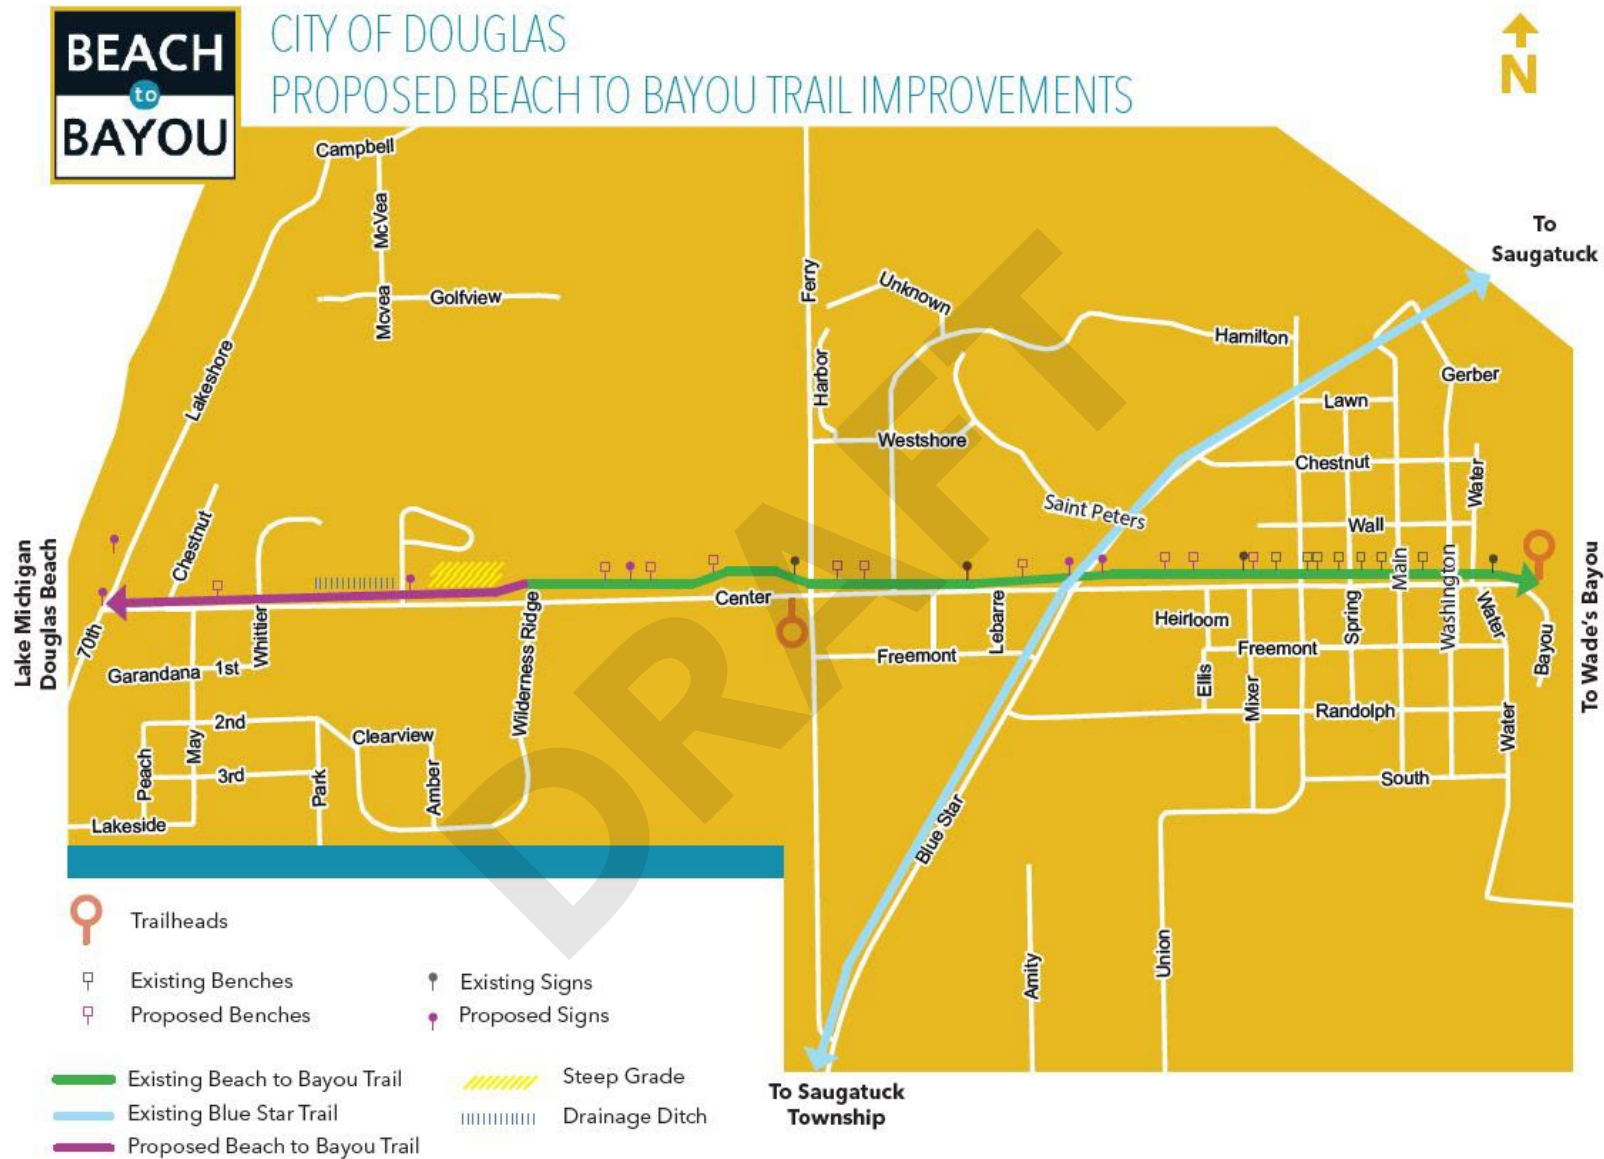 BEACH
to
BAYOU
CITY OF DOUGLAS
PROPOSED BEACH TO BAYOU TRAIL IMPROVEMENTS
N
Campbell
McVea
Mcvea
Golfview
Lakeshore
Ferry
Unknown
Harbor
Westshore
Hamilton
To
Saugatuck
Gerber
Lawn
Chestnut
Water
Saint Peters
Wall
Chestnut
Lake Michigan
Douglas Beach
70th
Whittier
Garandana
1st
May
2nd
Peach
3rd
Park
Lakeside
Clearview
Amber
Wilderness Ridge
Center
Freemont
Lebarre
Heirloom
Freemont
Ellis
Mixer
Spring
Main
Washington
Water
Bayou
To Wade's Bayou
Randolph
Water
South
Blue Star
Amity
Union
To Saugatuck
Township
DRAFT
Trailheads
Existing Benches
Existing Signs
Proposed Benches
Proposed Signs
Existing Beach to Bayou Trail
Steep Grade
Existing Blue Star Trail
Drainage Ditch
Proposed Beach to Bayou Trail